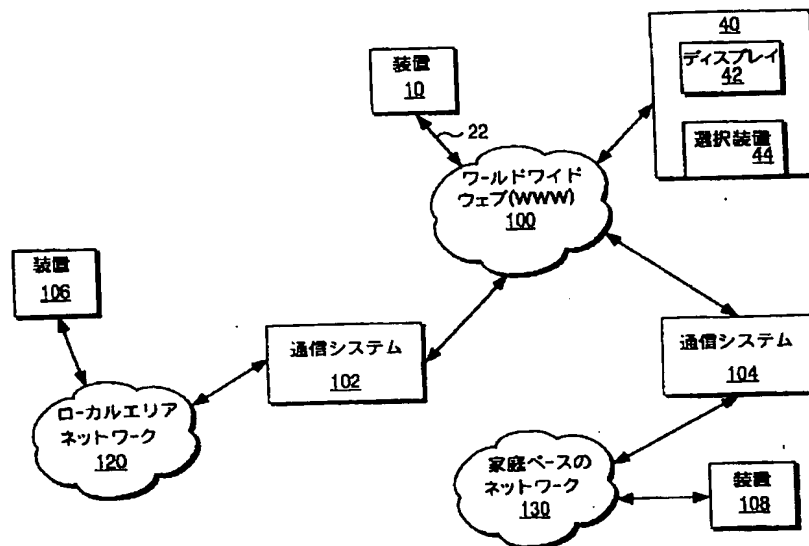 40
ディスプレイ
42
選択装置
44
装置
10
22
ワールドワイド
ウェブ(WWW)
100
装置
106
通信システム
102
通信システム
104
ローカルエリア
ネットワーク
120
家庭ベースの
ネットワーク
130
装置
108